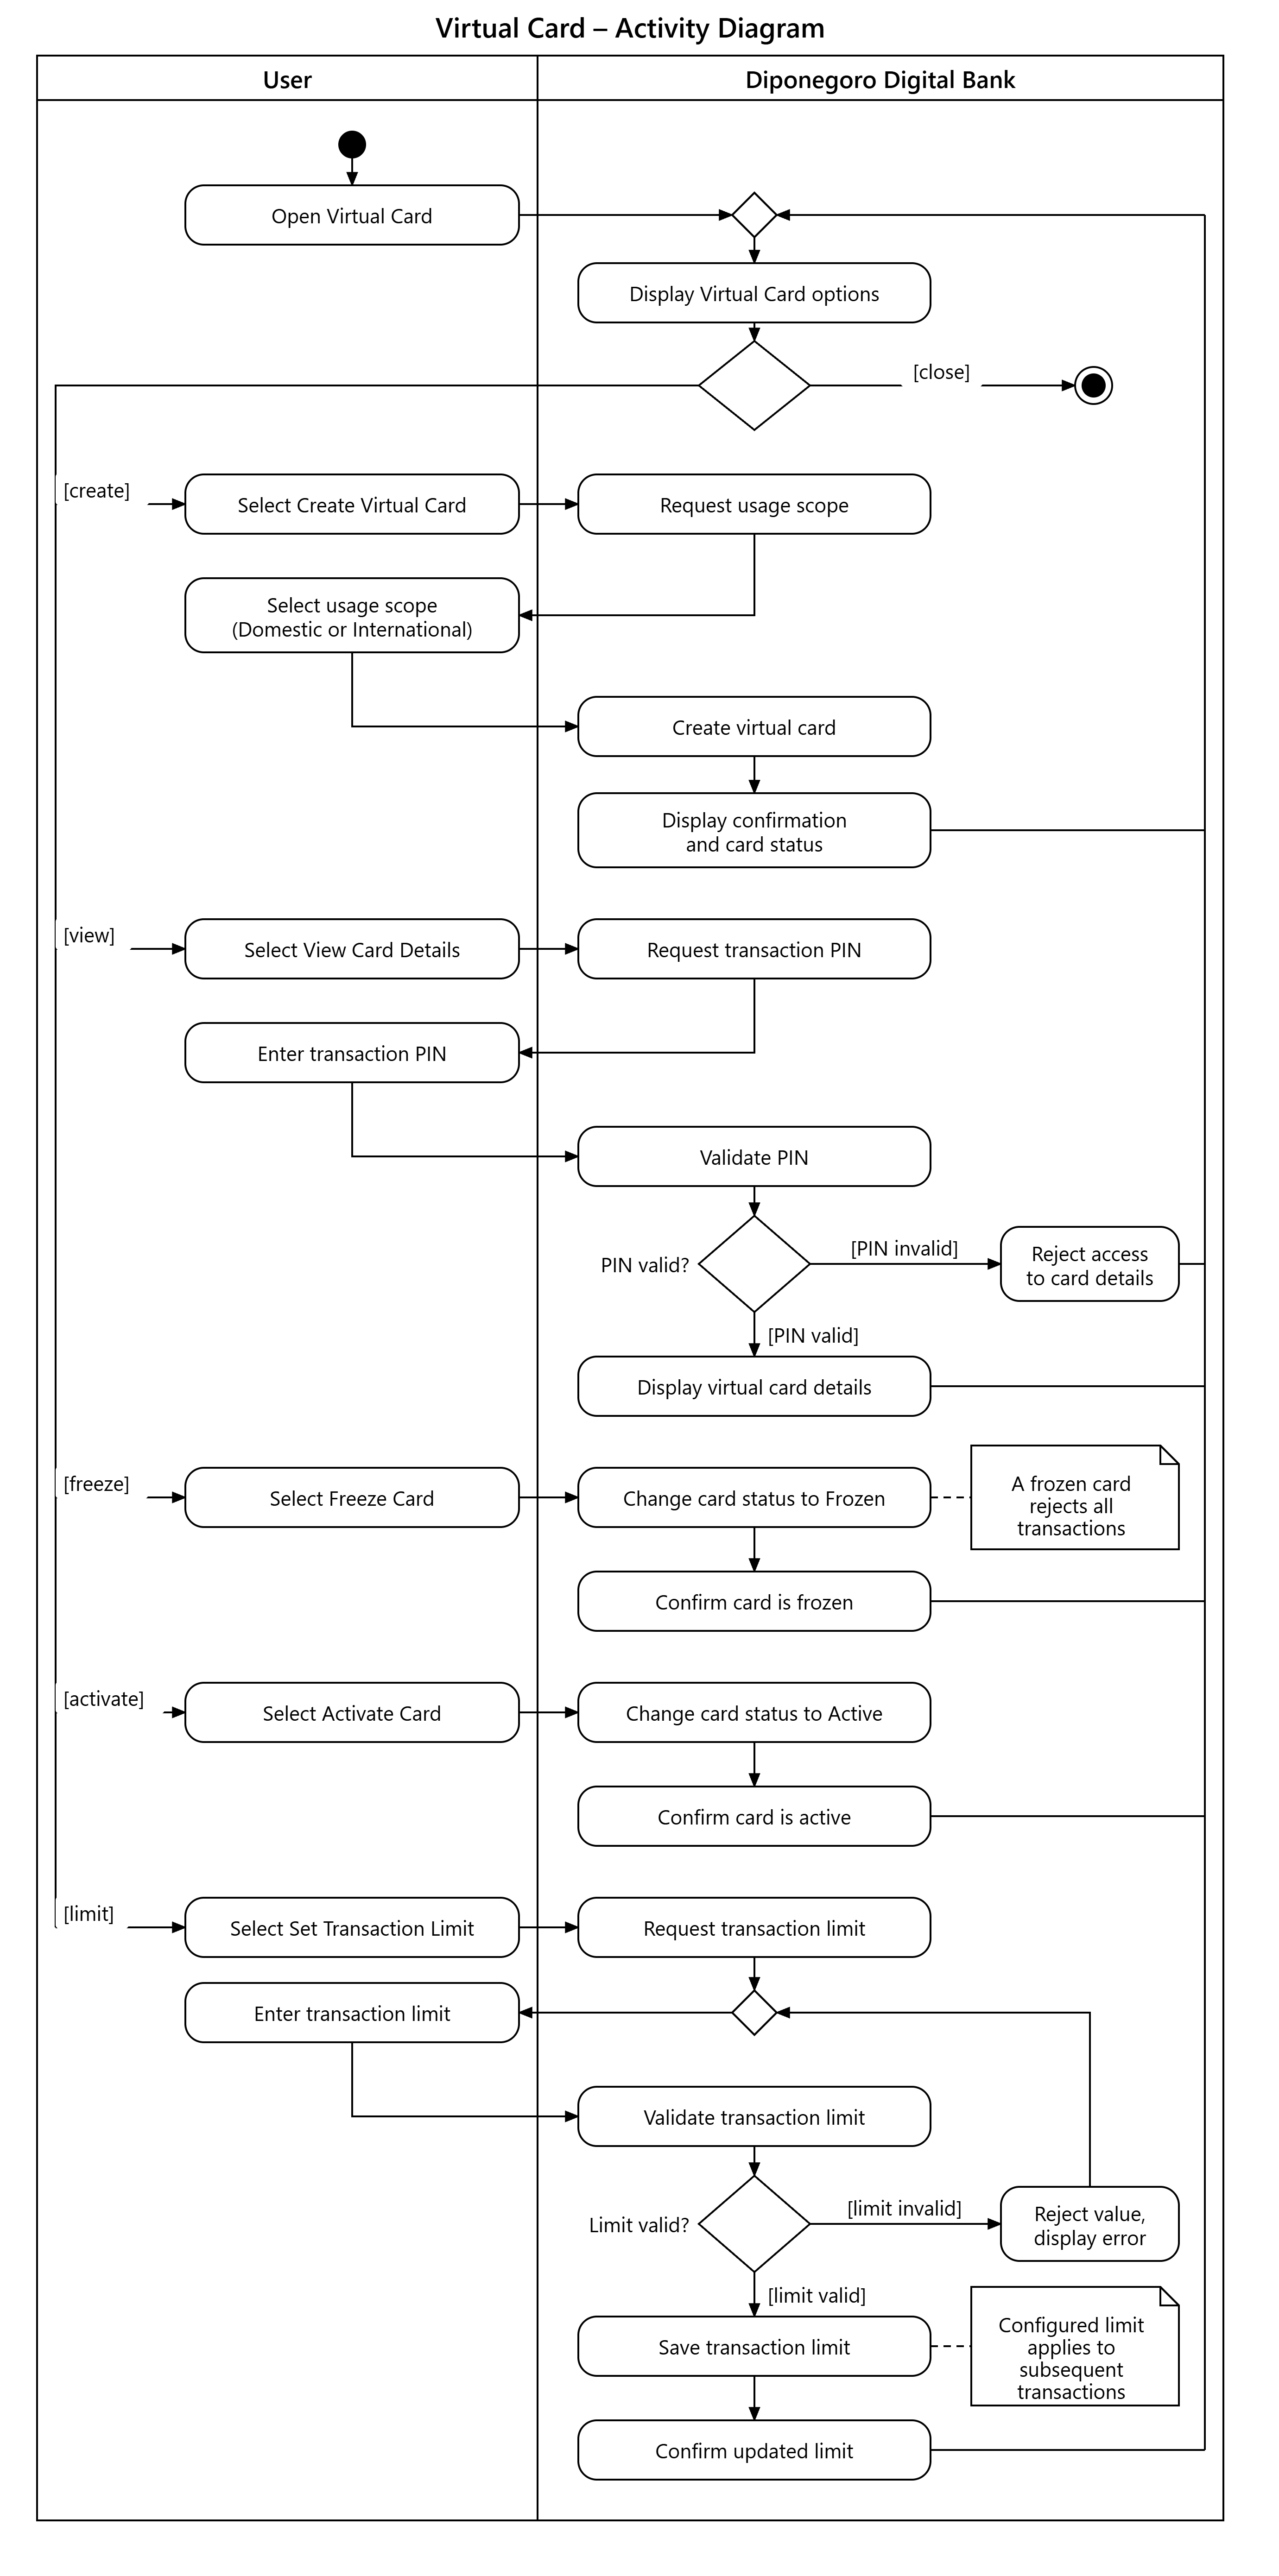 Virtual Card – Activity Diagram
User
Diponegoro Digital Bank
Open Virtual Card
Display Virtual Card options
[close]
[create]
Select Create Virtual Card
Request usage scope
Select usage scope
(Domestic or International)
Create virtual card
Display confirmation
and card status
[view]
Select View Card Details
Request transaction PIN
Enter transaction PIN
Validate PIN
PIN valid?
[PIN invalid]
Reject access
to card details
[PIN valid]
Display virtual card details
[freeze]
Select Freeze Card
Change card status to Frozen
A frozen card
rejects all
transactions
Confirm card is frozen
[activate]
Select Activate Card
Change card status to Active
Confirm card is active
[limit]
Select Set Transaction Limit
Request transaction limit
Enter transaction limit
Validate transaction limit
Limit valid?
[limit invalid]
Reject value,
display error
[limit valid]
Save transaction limit
Configured limit
applies to
subsequent
transactions
Confirm updated limit